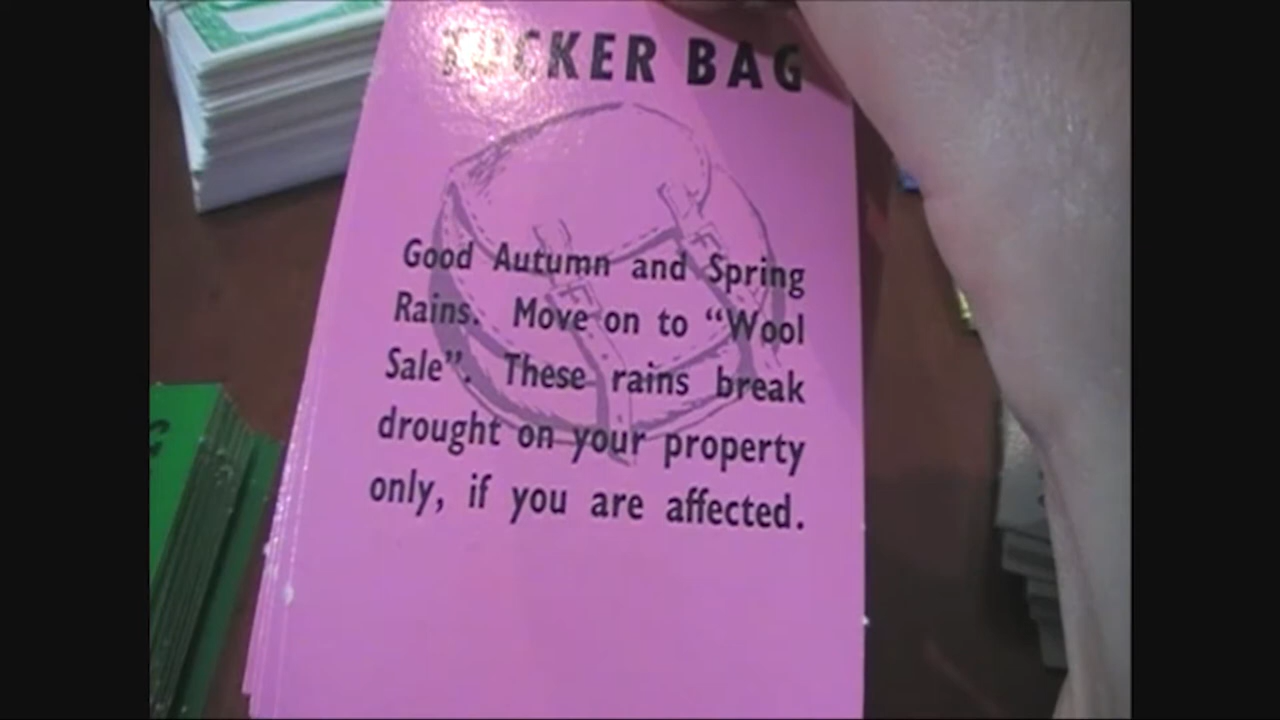 TUCKER BAG
Good Autumn and Spring
Rains. Move on to “Wool
Sale”. These rains break
drought on your property
only, if you are affected.
G